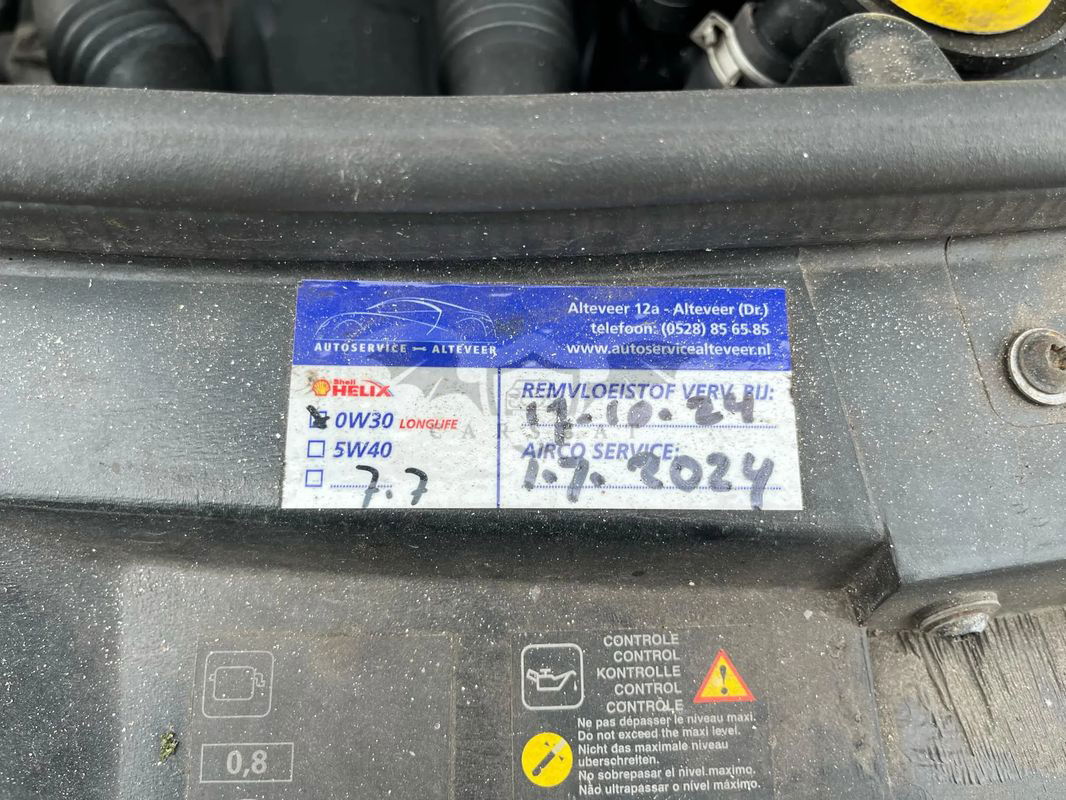 Alteveer 12a - Alteveer (Dr.)
telefoon: (0528) 85 65 85
www.autoservicealteveer.nl
AUTOSERVICE ALTEVEER
Shell
HELIX
0W30 LONGLIFE
5W40
7.7
REMVLOEISTOF VERV. BIJ:
17.10.24
CARSEAT
AIRCO SERVICE:
1.7.2024
0,8
CONTROLE
CONTROL
KONTROLLE
CONTROL
CONTRÔLE
Ne pas dépasser le niveau maxi.
Do not exceed the maxi level.
Nicht das maximale niveau
uberschreiten.
No sobrepasar el nivel maximo.
Não ultrapassar o nível máximo.